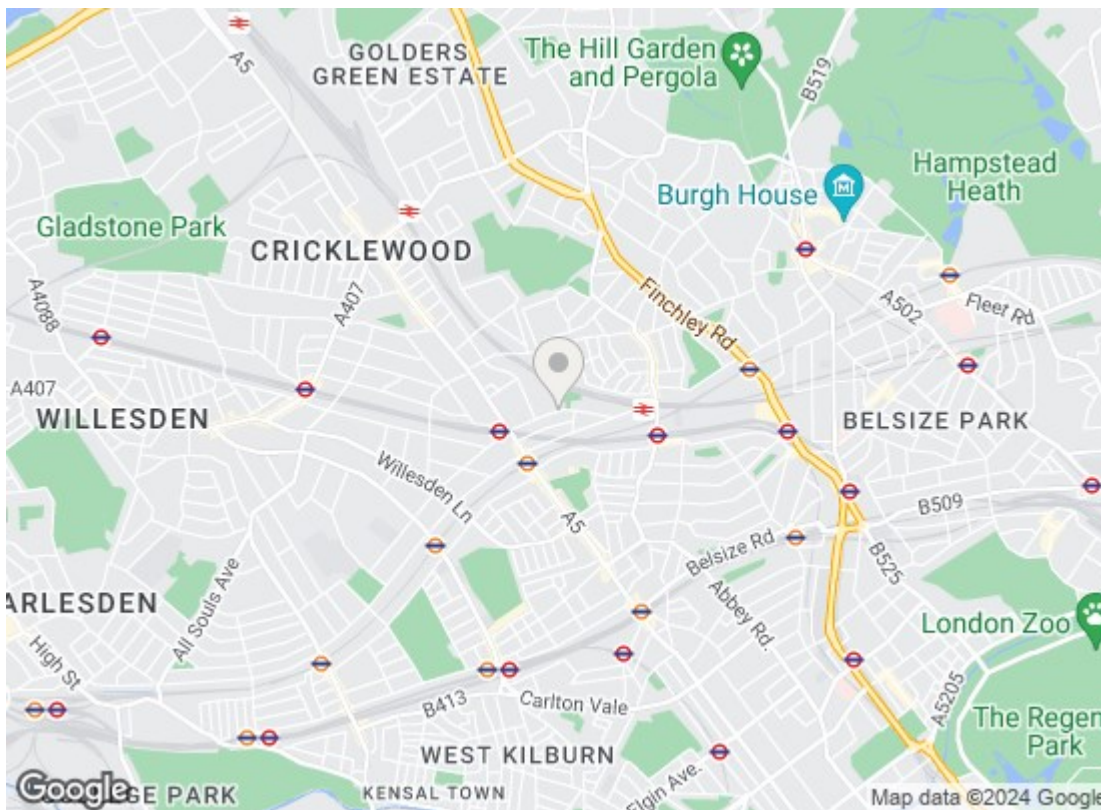 A5
GOLDERS
GREEN ESTATE
The Hill Garden
and Pergola
B519
Hampstead
Heath
Burgh House
Gladstone Park
CRICKLEWOOD
A4088
A407
Finchley Rd
A502
Fleet Rd
A407
WILLESDEN
BELSIZE PARK
Willesden Ln
A5
B509
Belsize Rd
B525
ARLESDEN
All Souls Ave
Abbey Rd.
London Zoo
High St
B413
Carlton Vale
A5205
The Regen
Park
WEST KILBURN
Elgin Ave.
Google
GE PARK
KENSAL TOWN
Map data ©2024 Google